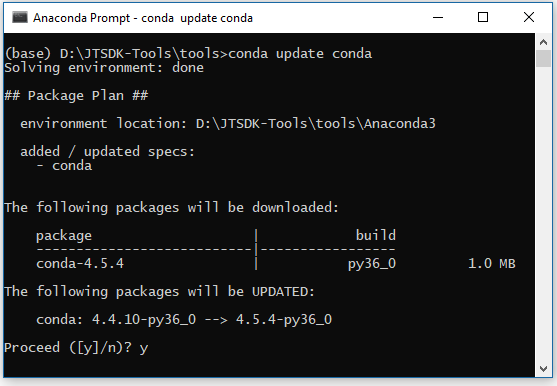 Anaconda Prompt - conda  update conda
(base) D:\JTSDK-Tools\tools>conda update conda
Solving environment: done
## Package Plan ##
  environment location: D:\JTSDK-Tools\tools\Anaconda3
  added / updated specs:
    - conda
The following packages will be downloaded:
    package                    |            build
    ---------------------------|-----------------
    conda-4.5.4                |           py36_0         1.0 MB
The following packages will be UPDATED:
    conda: 4.4.10-py36_0 --> 4.5.4-py36_0
Proceed ([y]/n)? y